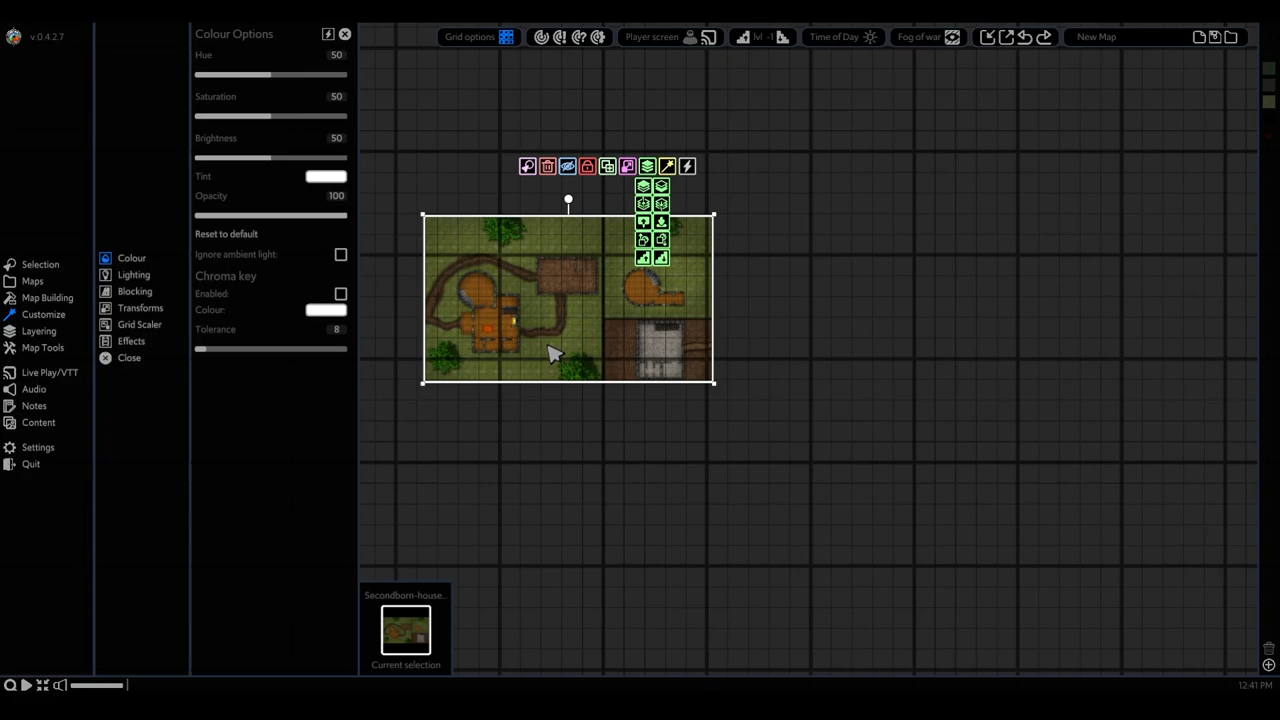 v.0.4.2.7
Selection
Maps
Map Building
Customize
Layering
Map Tools
Live Play/VTT
Audio
Notes
Content
Settings
Quit
Colour
Lighting
Blocking
Transforms
Grid Scaler
Effects
Close
Colour Options
Hue 50
Saturation 50
Brightness 50
Tint
Opacity 100
Reset to default
Ignore ambient light:
Chroma key
Enabled:
Colour:
Tolerance 8
Grid options
Player screen
lvl -1
Time of Day
Fog of war
New Map
Secondborn-house...
Current selection
12:41 PM